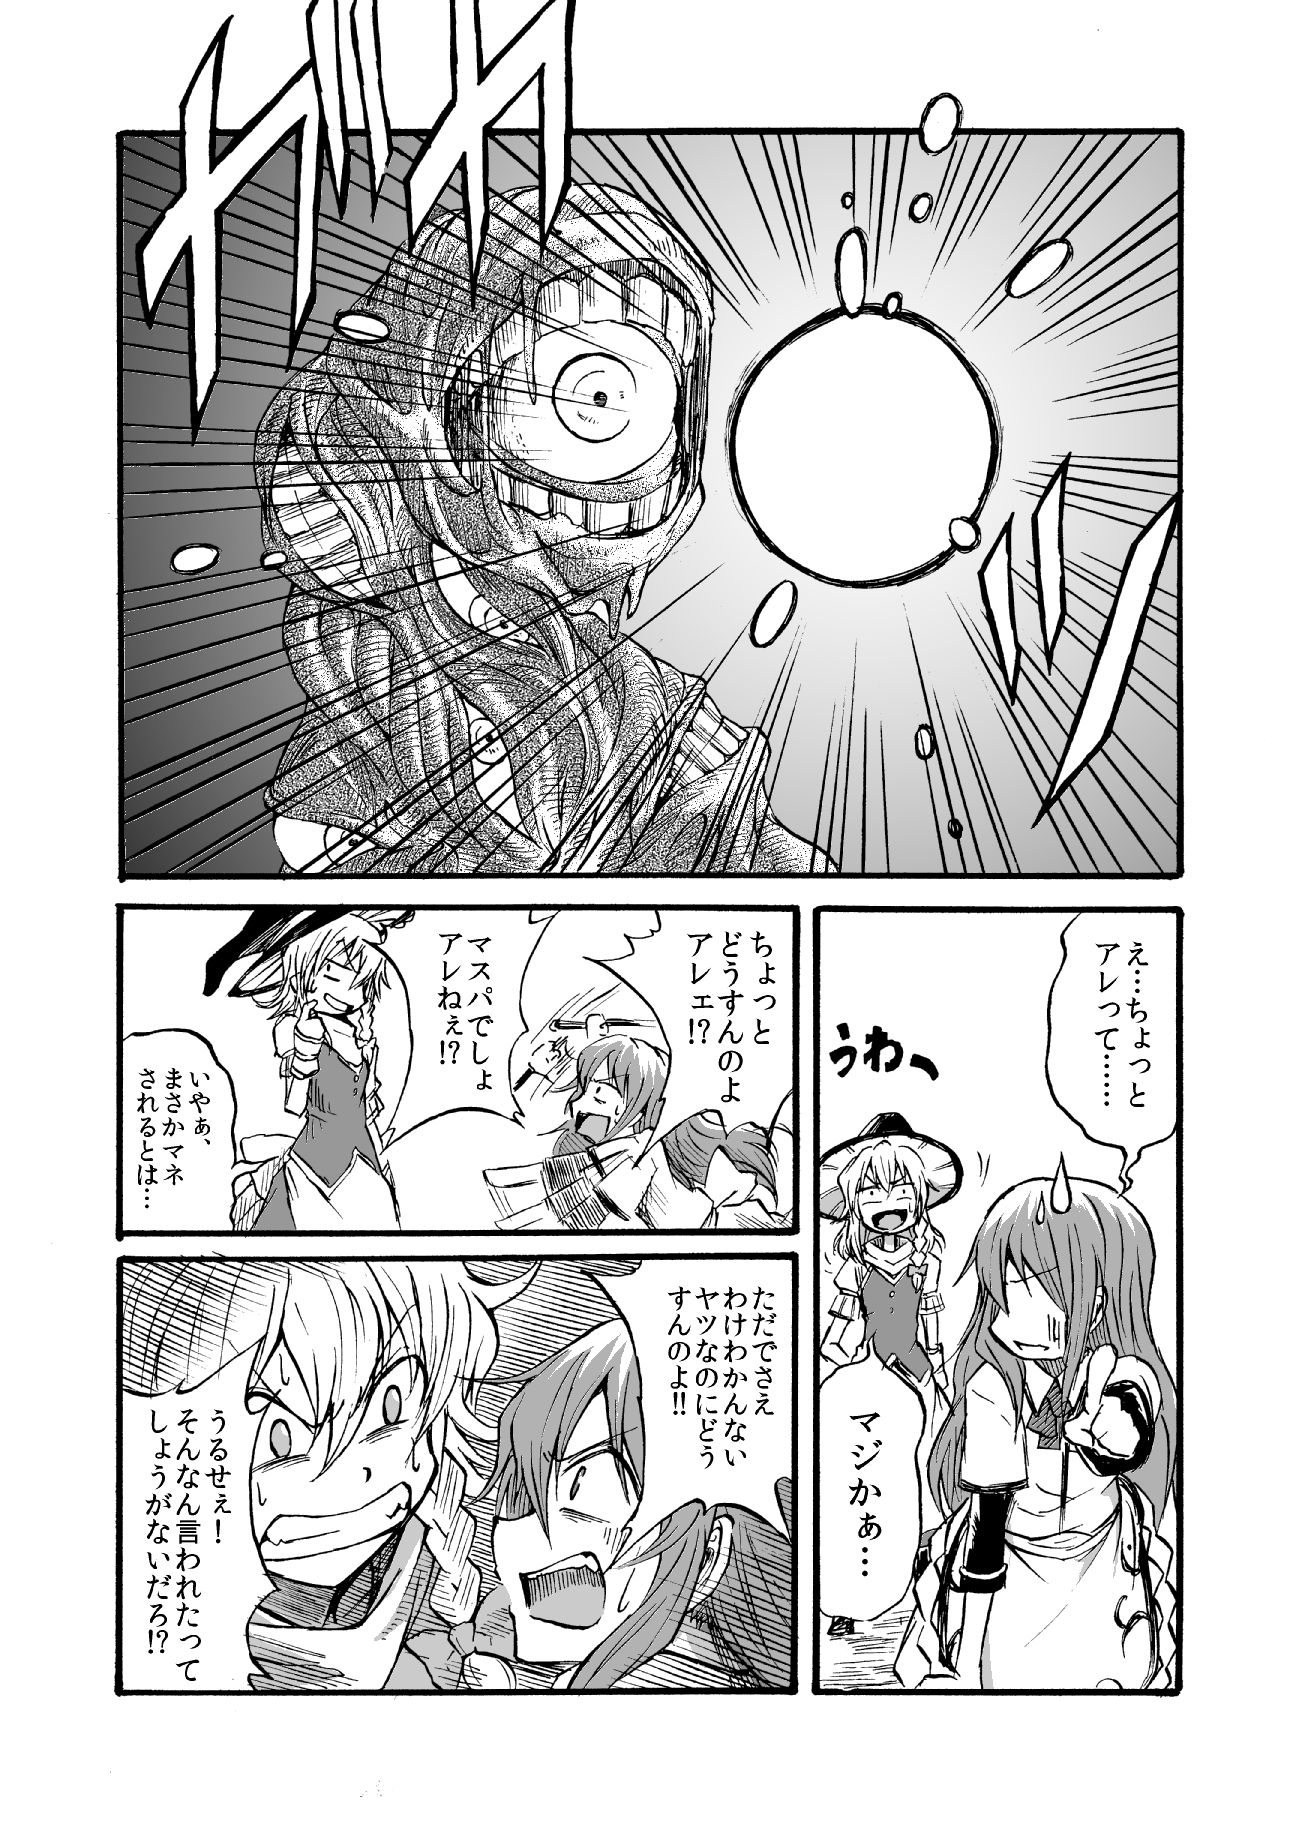 ガガガガ
え…ちょっと
アレって……
うわー
マジかぁ…
ちょっと
どうすんのよ
アレェ!?
マスパでしょ
アレねぇ!?
いやぁ、
まさかマネ
されるとは…
ただでさえ
わけわかんない
ヤツなのにどう
すんのよ!!
うるせぇ!
そんなん言われたって
しょうがないだろ!?